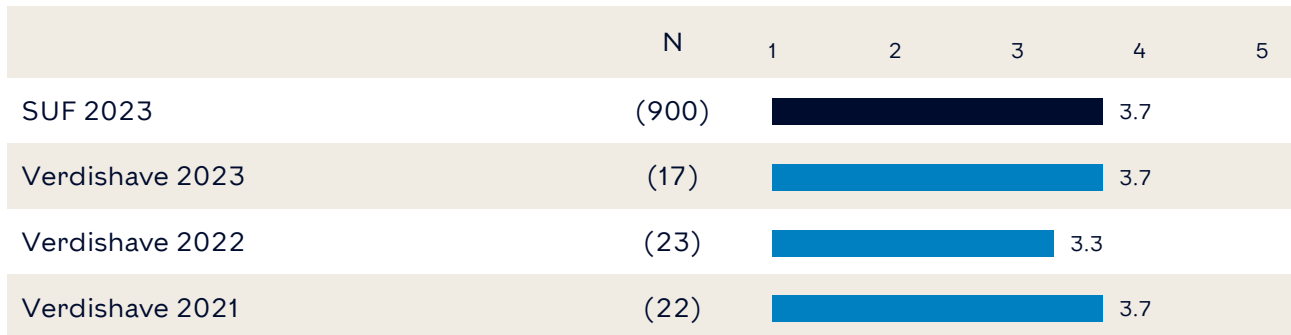 N 1 2 3 4 5
SUF 2023 (900) 3.7
Verdishave 2023 (17) 3.7
Verdishave 2022 (23) 3.3
Verdishave 2021 (22) 3.7